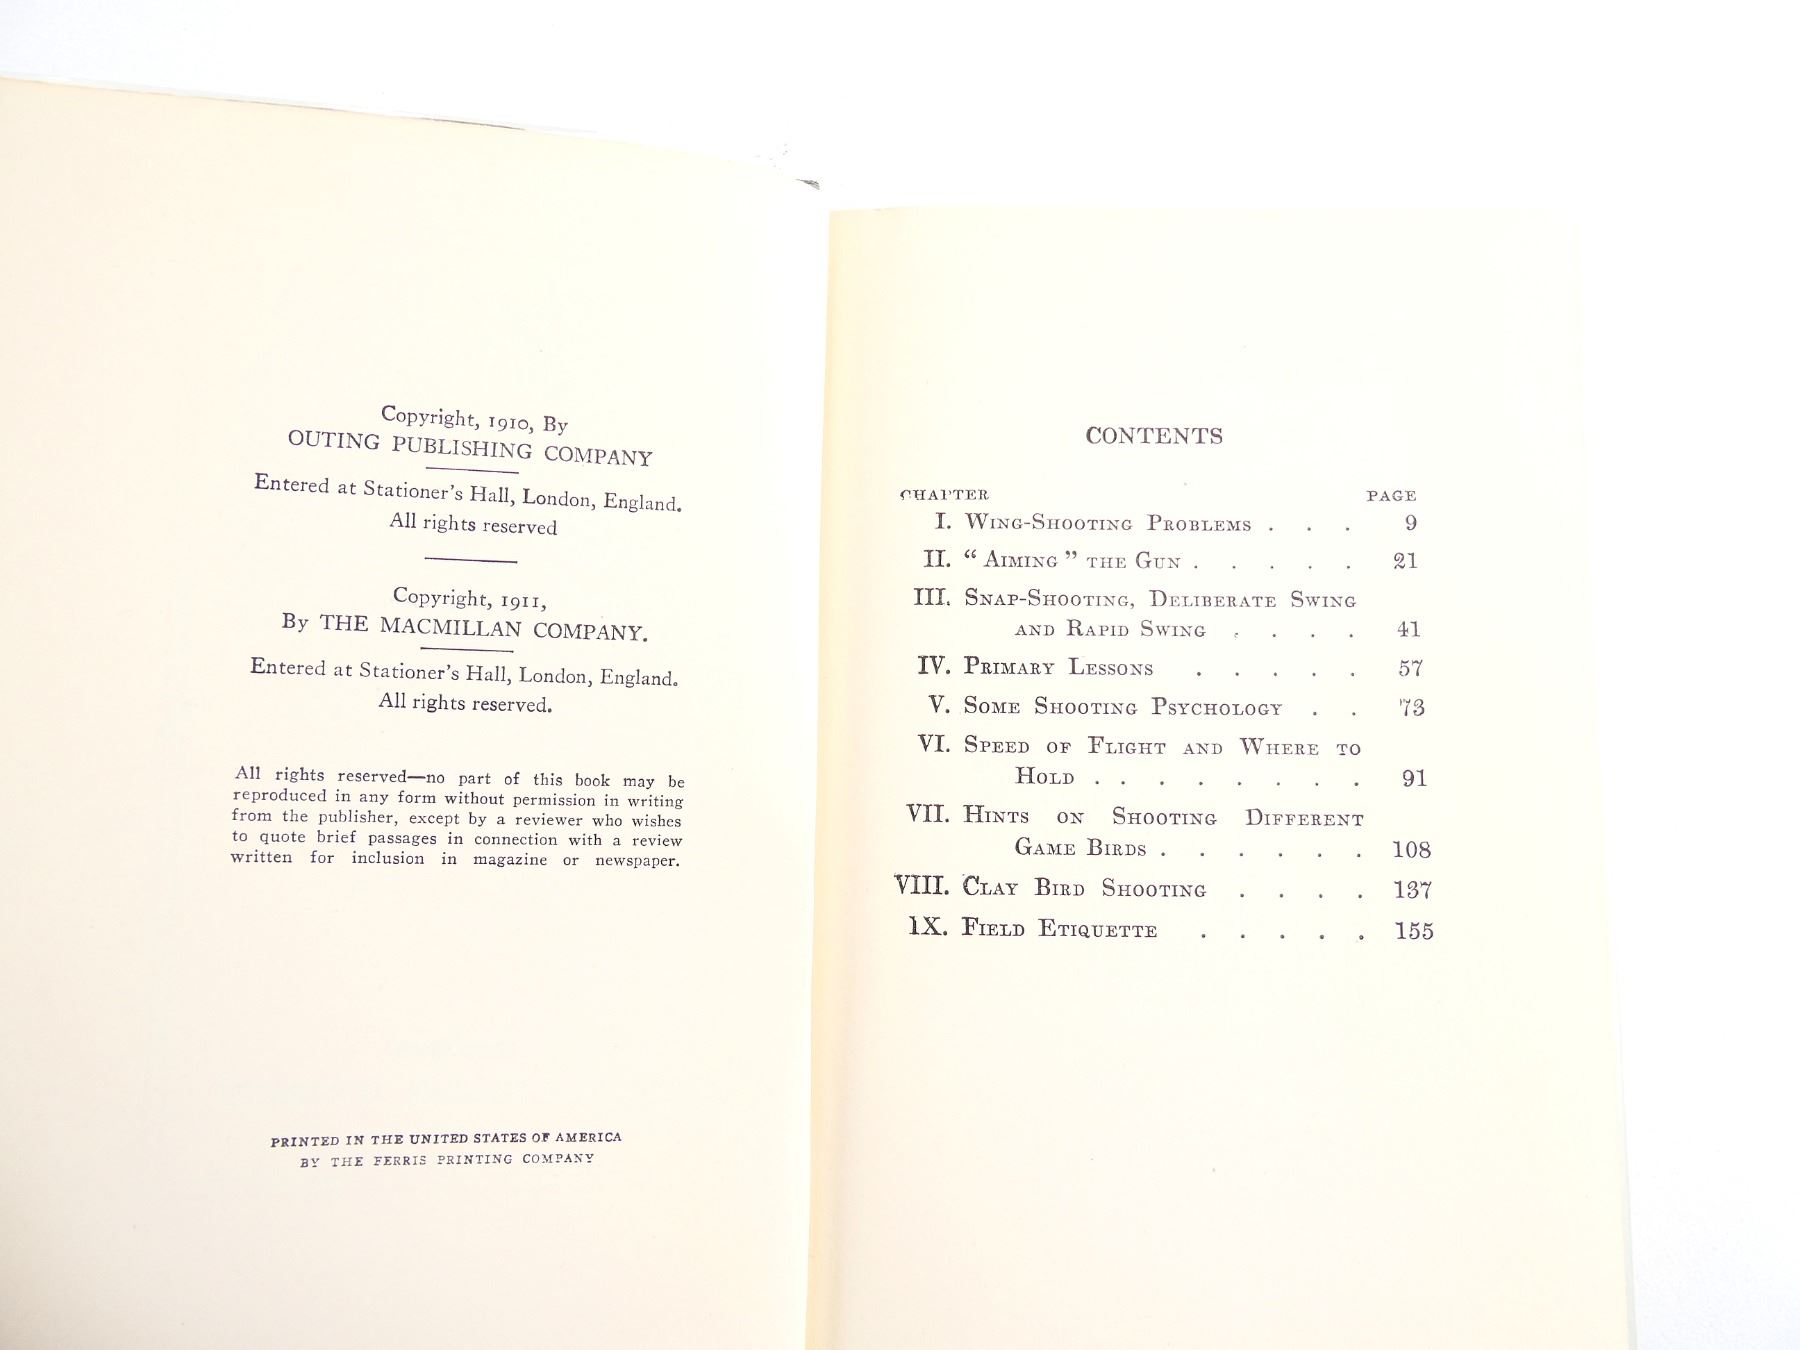 Copyright, 1910, By
OUTING PUBLISHING COMPANY
Entered at Stationer's Hall, London, England.
All rights reserved
Copyright, 1911,
By THE MACMILLAN COMPANY.
Entered at Stationer's Hall, London, England.
All rights reserved.
All rights reserved—no part of this book may be
reproduced in any form without permission in writing
from the publisher, except by a reviewer who wishes
to quote brief passages in connection with a review
written for inclusion in magazine or newspaper.
PRINTED IN THE UNITED STATES OF AMERICA
BY THE FERRIS PRINTING COMPANY
CONTENTS
CHAPTER PAGE
I. WING-SHOOTING PROBLEMS . . . 9
II. " AIMING " THE GUN . . . . . 21
III. SNAP-SHOOTING, DELIBERATE SWING
AND RAPID SWING . . . . 41
IV. PRIMARY LESSONS . . . . . 57
V. SOME SHOOTING PSYCHOLOGY . . 73
VI. SPEED OF FLIGHT AND WHERE TO
HOLD . . . . . . . . 91
VII. HINTS ON SHOOTING DIFFERENT
GAME BIRDS . . . . . . 108
VIII. CLAY BIRD SHOOTING . . . . 137
IX. FIELD ETIQUETTE . . . . . 155